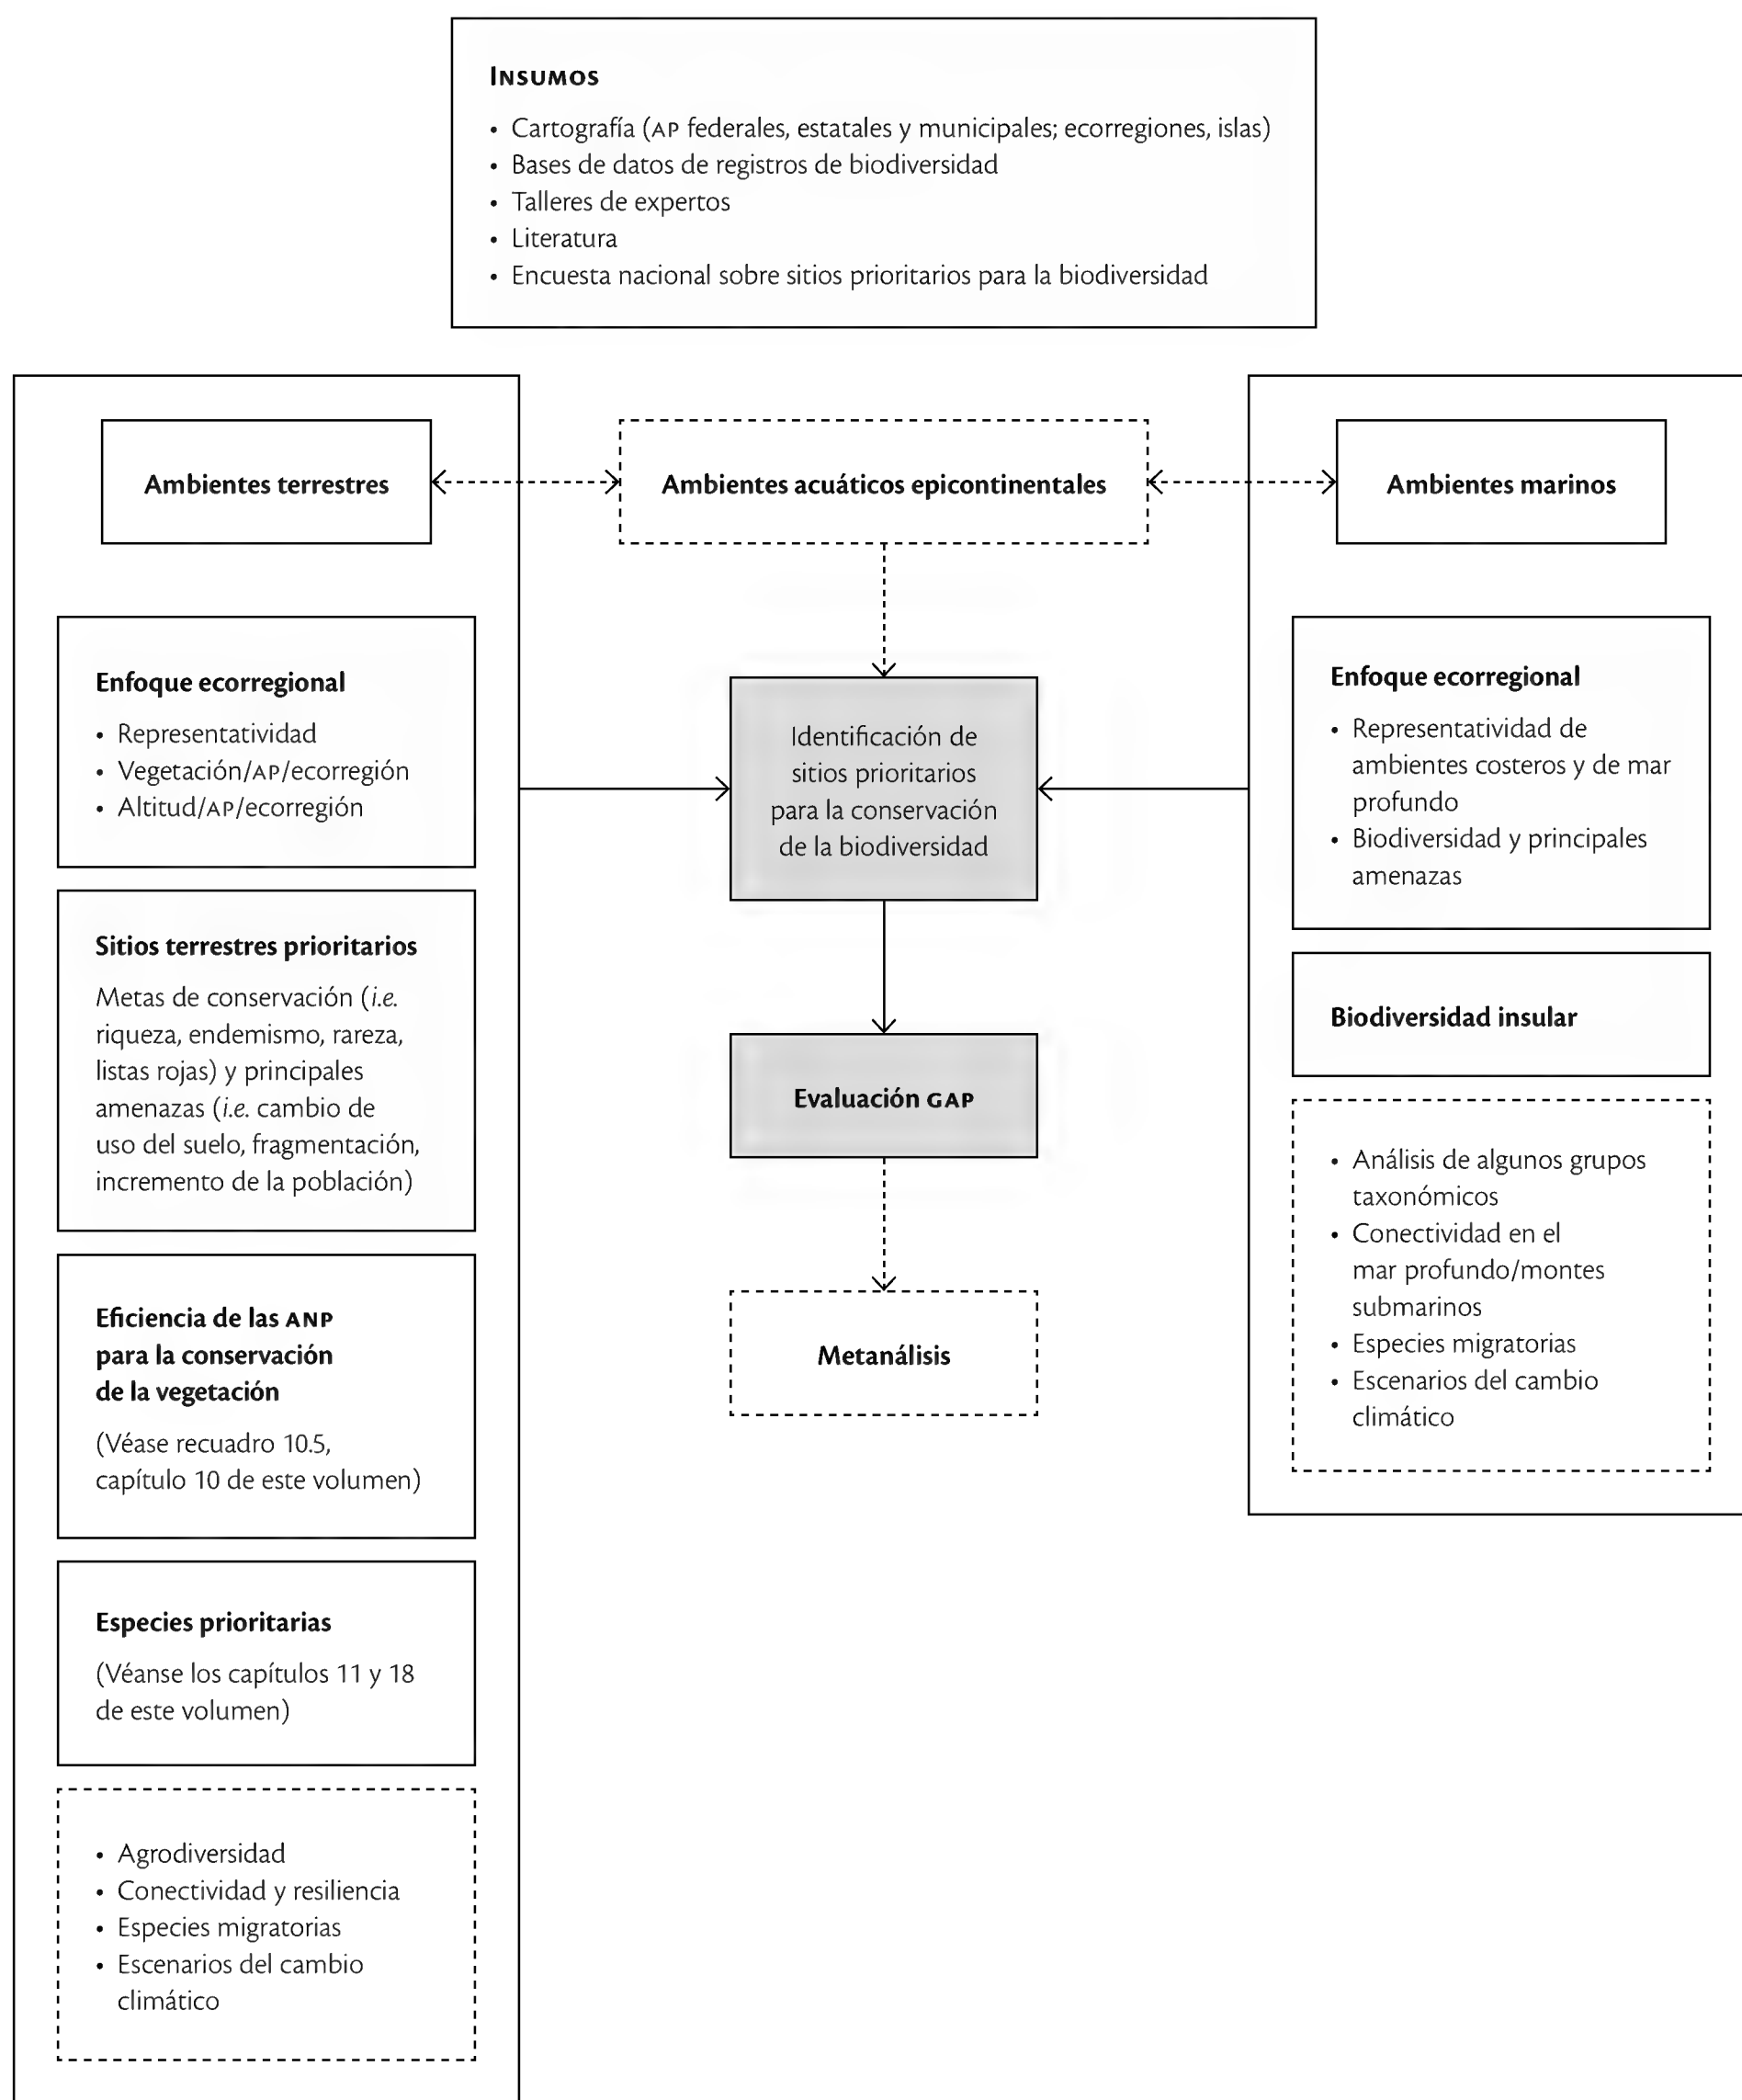 INSUMOS
• Cartografía (AP federales, estatales y municipales; ecorregiones, islas)
• Bases de datos de registros de biodiversidad
• Talleres de expertos
• Literatura
• Encuesta nacional sobre sitios prioritarios para la biodiversidad
Ambientes terrestres
Ambientes acuáticos epicontinentales
Ambientes marinos
Enfoque ecorregional
• Representatividad
• Vegetación/AP/ecorregión
• Altitud/AP/ecorregión
Sitios terrestres prioritarios
Metas de conservación (i.e.
riqueza, endemismo, rareza,
listas rojas) y principales
amenazas (i.e. cambio de
uso del suelo, fragmentación,
incremento de la población)
Eficiencia de las ANP
para la conservación
de la vegetación
(Véase recuadro 10.5,
capítulo 10 de este volumen)
Especies prioritarias
(Véanse los capítulos 11 y 18
de este volumen)
• Agrodiversidad
• Conectividad y resiliencia
• Especies migratorias
• Escenarios del cambio
climático
Identificación de
sitios prioritarios
para la conservación
de la biodiversidad
Evaluación GAP
Metanálisis
Enfoque ecorregional
• Representatividad de
ambientes costeros y de mar
profundo
• Biodiversidad y principales
amenazas
Biodiversidad insular
• Análisis de algunos grupos
taxonómicos
• Conectividad en el
mar profundo/montes
submarinos
• Especies migratorias
• Escenarios del cambio
climático